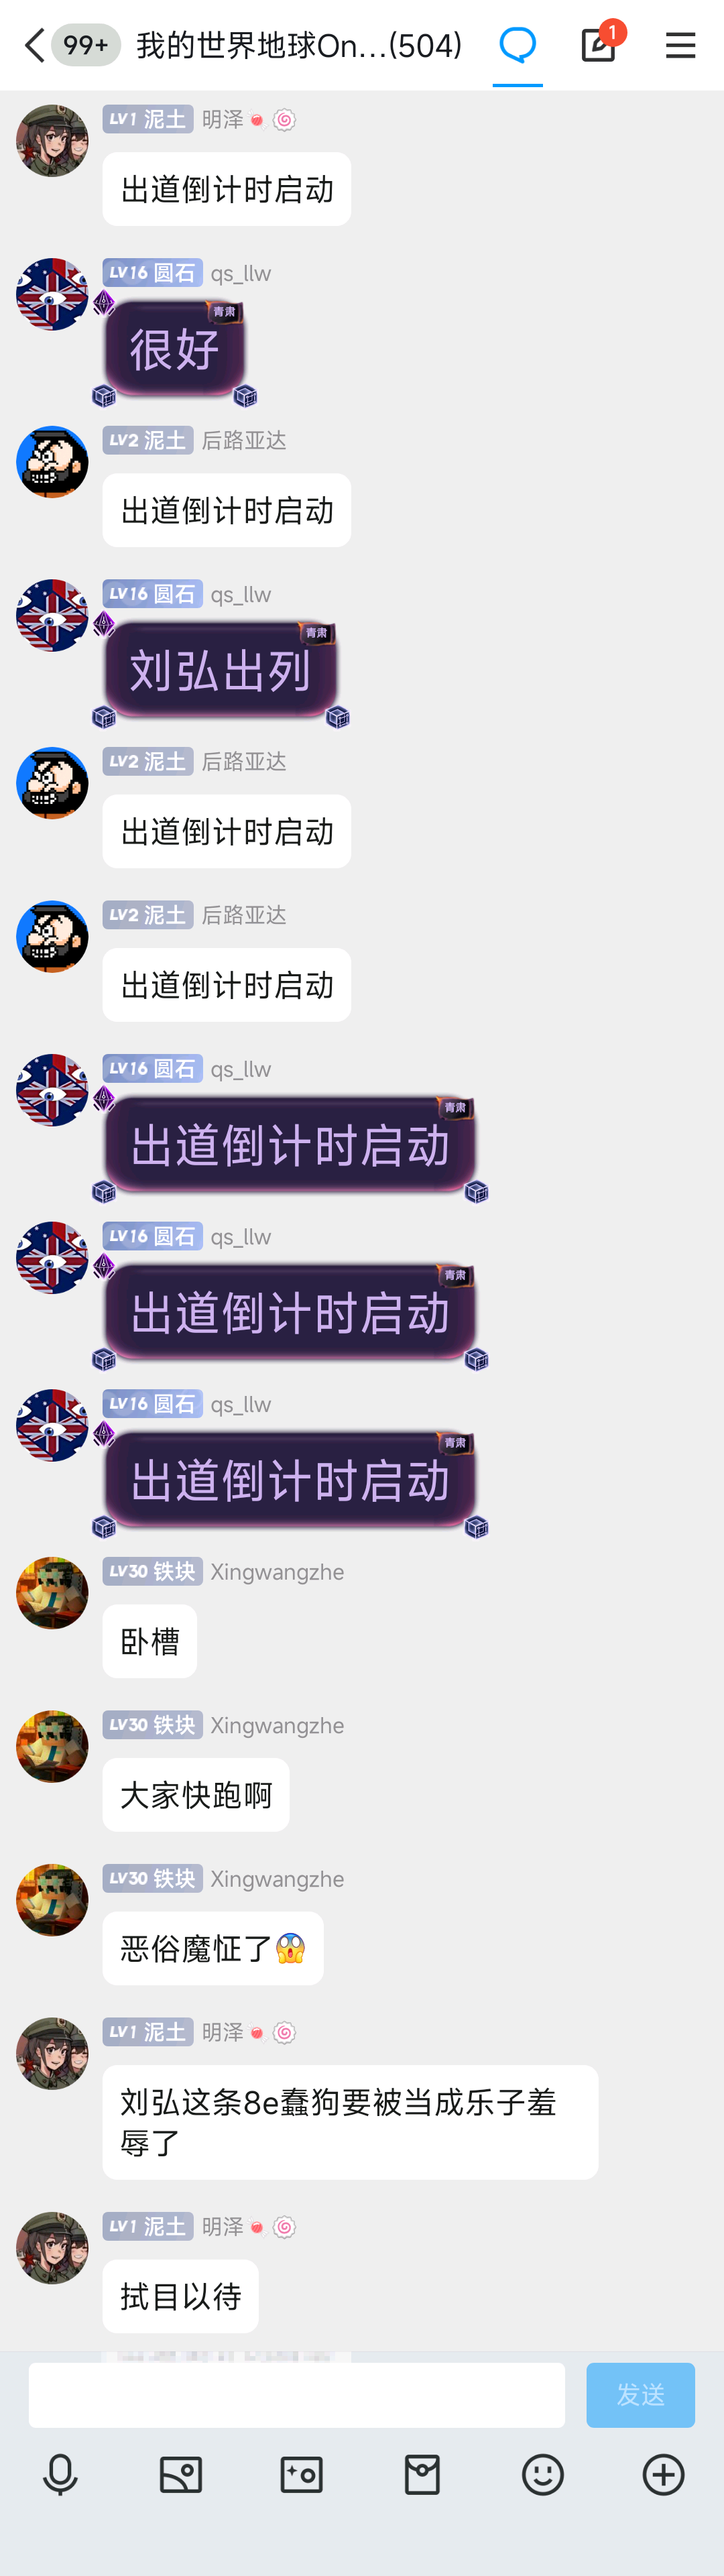 99+ 我的世界地球On...(504) 1
LV1 泥土 明泽🍬🍥
出道倒计时启动
LV16 圆石 qs_llw
青肃
很好
LV2 泥土 后路亚达
出道倒计时启动
LV16 圆石 qs_llw
青肃
刘弘出列
LV2 泥土 后路亚达
出道倒计时启动
LV2 泥土 后路亚达
出道倒计时启动
LV16 圆石 qs_llw
青肃
出道倒计时启动
LV16 圆石 qs_llw
青肃
出道倒计时启动
LV16 圆石 qs_llw
青肃
出道倒计时启动
LV30 铁块 Xingwangzhe
卧槽
LV30 铁块 Xingwangzhe
大家快跑啊
LV30 铁块 Xingwangzhe
恶俗魔怔了😱
LV1 泥土 明泽🍬🍥
刘弘这条8e蠢狗要被当成乐子羞
辱了
LV1 泥土 明泽🍬🍥
拭目以待
发送